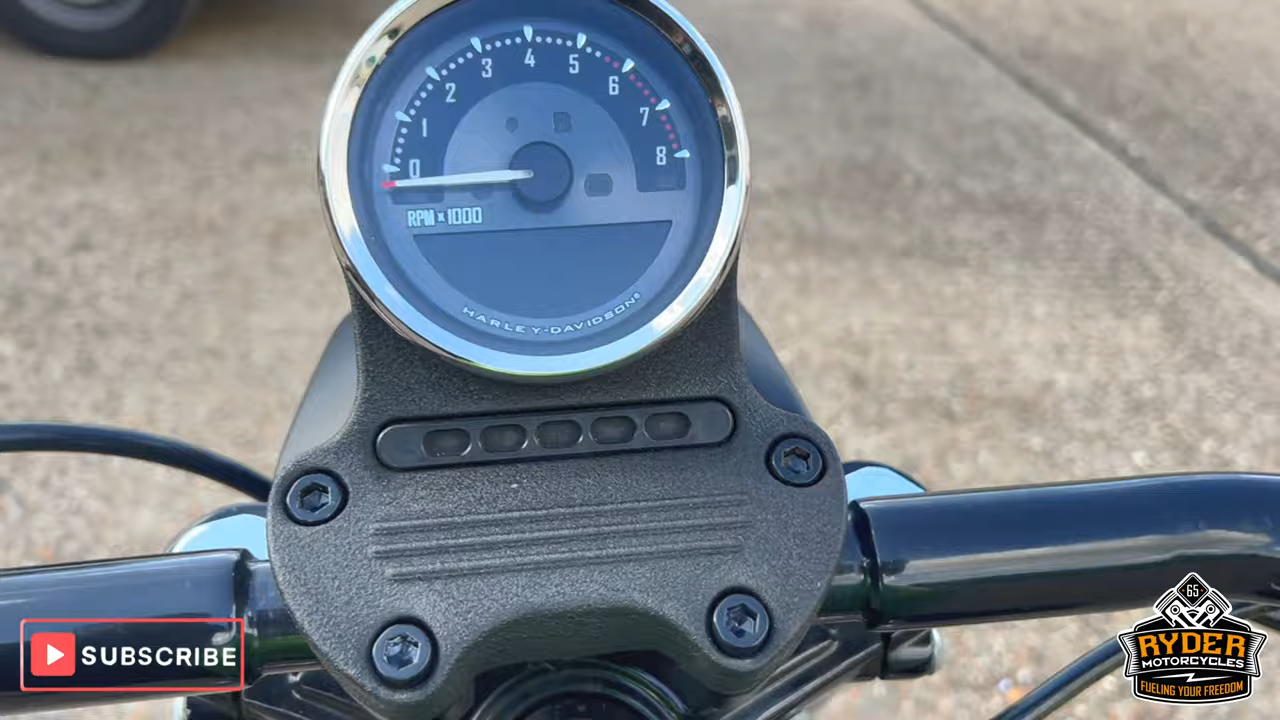 0
1
2
3
4
5
6
7
8
RPM x 1000
HARLEY-DAVIDSON®
SUBSCRIBE
65
RYDER
MOTORCYCLES
FUELING YOUR FREEDOM